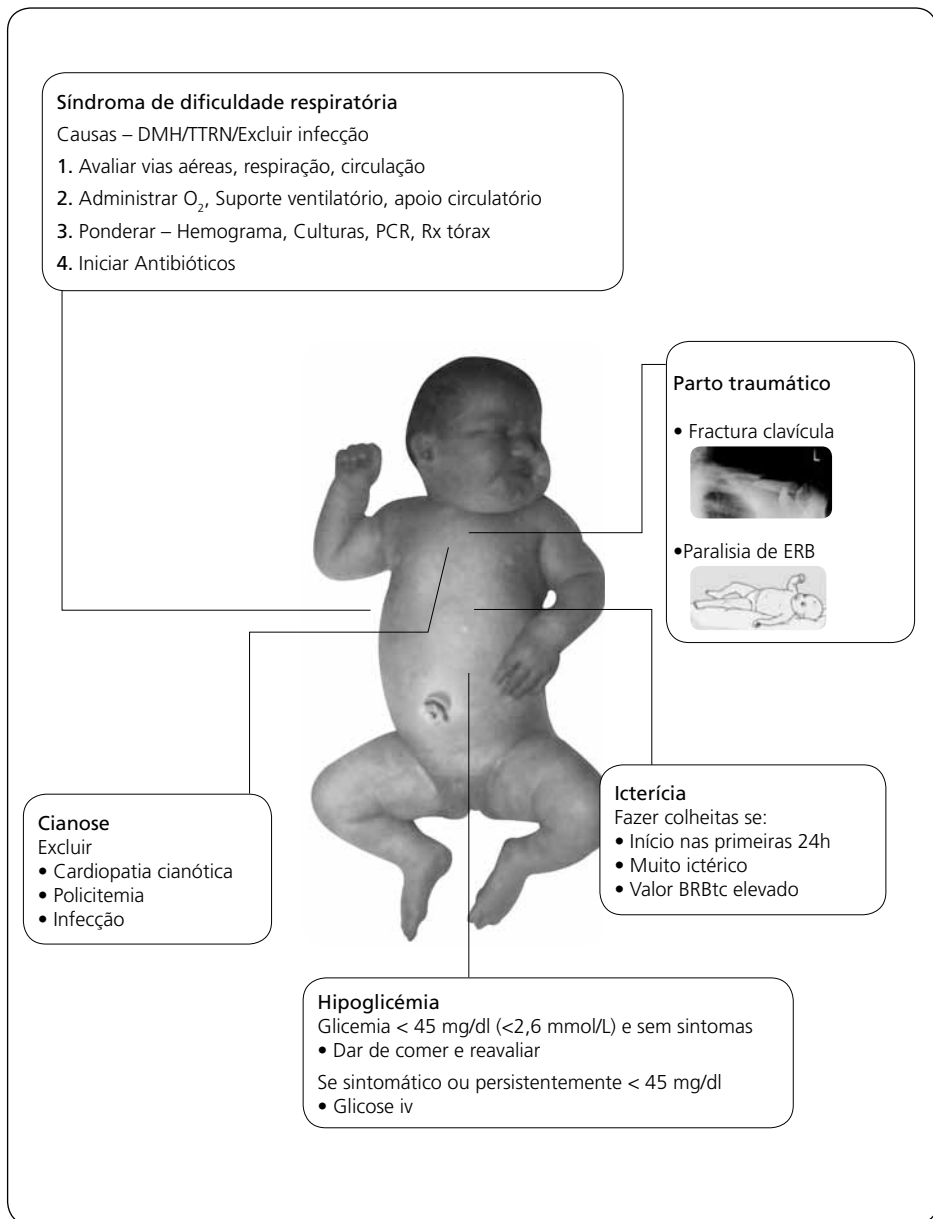 Síndroma de dificuldade respiratória
Causas – DMH/TTRN/Excluir infecção
1. Avaliar vias aéreas, respiração, circulação
2. Administrar O₂, Suporte ventilatório, apoio circulatório
3. Ponderar – Hemograma, Culturas, PCR, Rx tórax
4. Iniciar Antibióticos
Parto traumático
• Fractura clavícula
L
•Paralisia de ERB
Cianose
Excluir
• Cardiopatia cianótica
• Policitemia
• Infecção
Icterícia
Fazer colheitas se:
• Início nas primeiras 24h
• Muito ictérico
• Valor BRBtc elevado
Hipoglicémia
Glicemia < 45 mg/dl (<2,6 mmol/L) e sem sintomas
• Dar de comer e reavaliar
Se sintomático ou persistentemente < 45 mg/dl
• Glicose iv